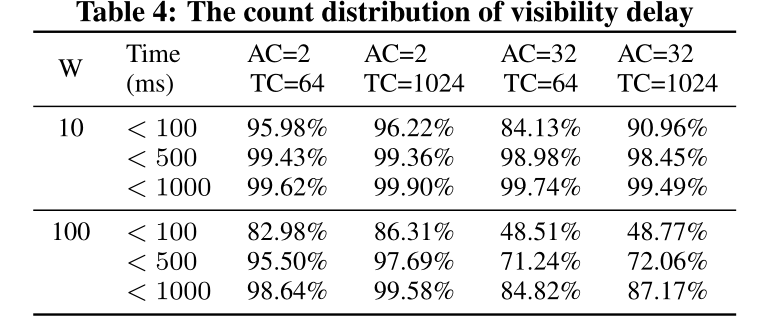 Table 4: The count distribution of visibility delay
W Time (ms) AC=2 TC=64 AC=2 TC=1024 AC=32 TC=64 AC=32 TC=1024
10 < 100 95.98% 96.22% 84.13% 90.96%
< 500 99.43% 99.36% 98.98% 98.45%
< 1000 99.62% 99.90% 99.74% 99.49%
100 < 100 82.98% 86.31% 48.51% 48.77%
< 500 95.50% 97.69% 71.24% 72.06%
< 1000 98.64% 99.58% 84.82% 87.17%